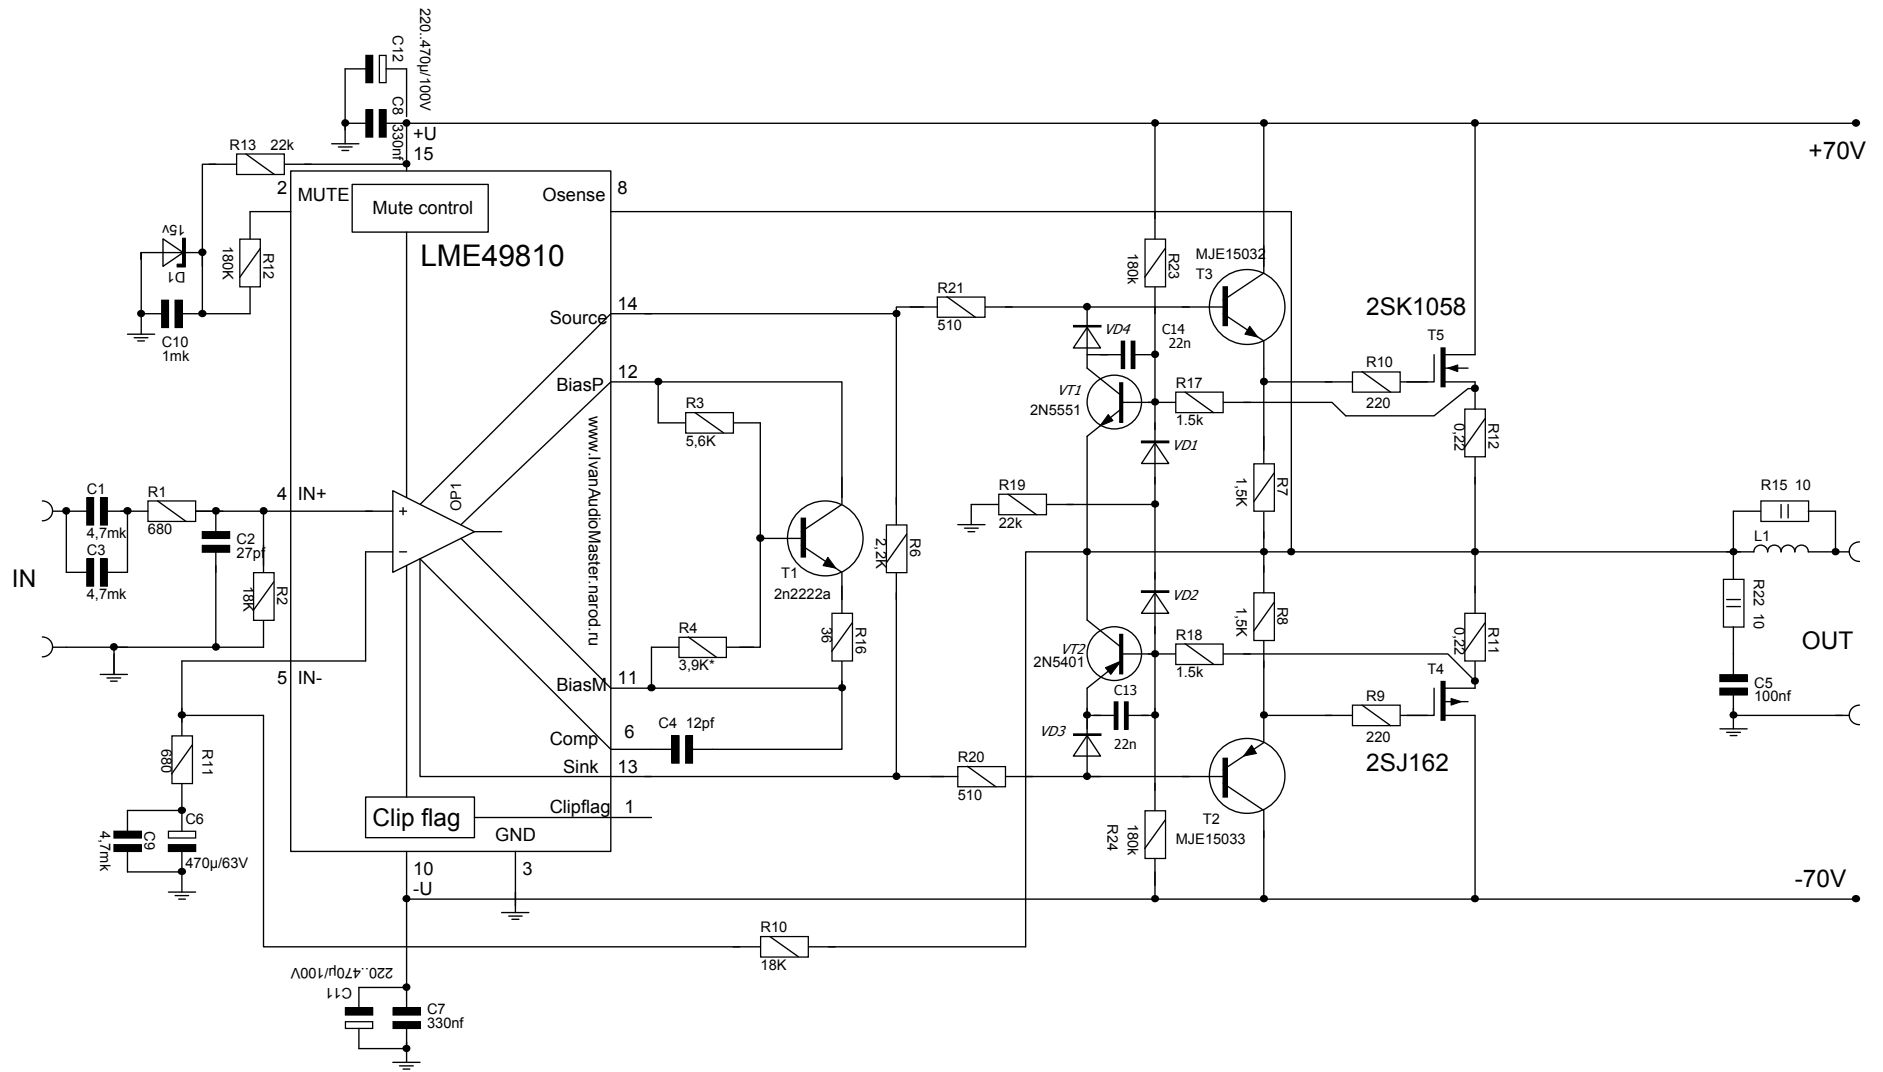 220..470µ/100V
C12
C8
330nf
+U
15
+70V
R13 22k
2
MUTE
Mute control
Osense
8
LME49810
15v
D1
180K
R12
C10
1mk
Source
14
R21
510
180k
R23
MJE15032
T3
2SK1058
T5
VD4
C14
22n
BiasP
12
R3
5,6K
VT1
2N5551
R17
1.5k
R10
220
R12
0,22
VD1
www.IvanAudioMaster.narod.ru
OP1
+
−
4
IN+
C1
4,7mk
R1
680
C3
4,7mk
C2
27pf
R2
18K
IN
R19
22k
R7
1,5K
R15 10
L1
R6
2,2K
T1
2n2222a
VD2
R8
1,5K
R22 10
OUT
R16
36
R4
3,9K*
VT2
2N5401
R18
1.5k
R11
0,22
T4
5
IN-
BiasM
11
C13
22n
R9
220
C5
100nf
C4 12pf
Comp
6
VD3
2SJ162
Sink
13
R20
510
R11
680
Clipflag
1
Clip flag
GND
C6
470µ/63V
C9
4,7mk
T2
MJE15033
R24
180k
10
-U
3
-70V
R10
18K
220..470µ/100V
C11
C7
330nf